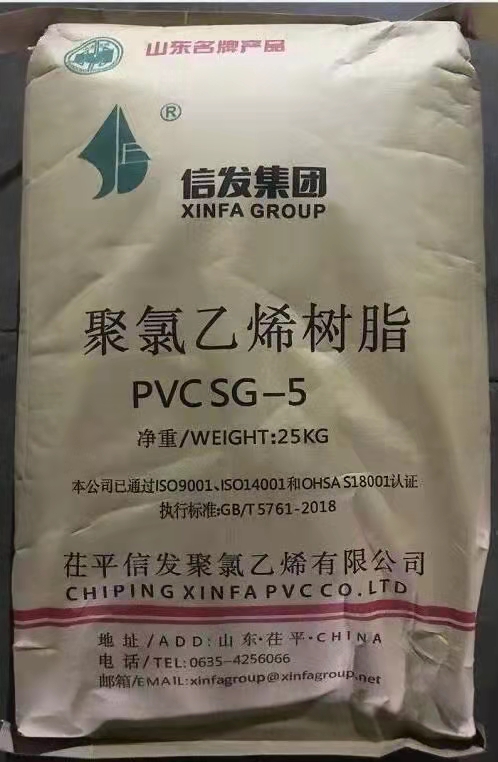 山东名牌产品
®
信发集团
XINFA GROUP
聚氯乙烯树脂
PVC SG-5
净重/WEIGHT:25KG
本公司已通过ISO9001、ISO14001和OHSAS18001认证
执行标准:GB/T5761-2018
茌平信发聚氯乙烯有限公司
CHIPING XINFA PVC CO.LTD
地址/ADD:山东·茌平·CHINA
电话/TEL:0635-4256066
邮箱/EMAIL:xinfagroup@xinfagroup.net